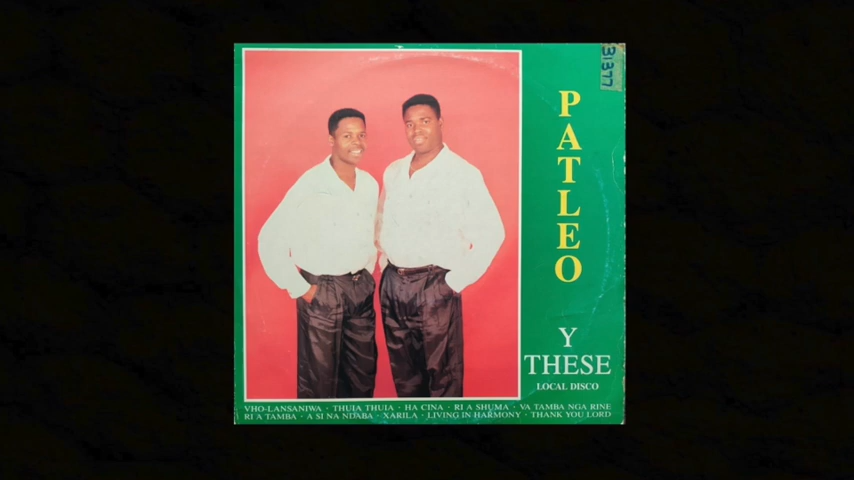 31377
PATLEO
Y
THESE
LOCAL DISCO
VHO-LANSANIWA · THUIA THUIA · HA CINA · RI A SHUMA · VA TAMBA NGA RINE
RI A TAMBA · A SI NA NDABA · XARILA · LIVING IN HARMONY · THANK YOU LORD